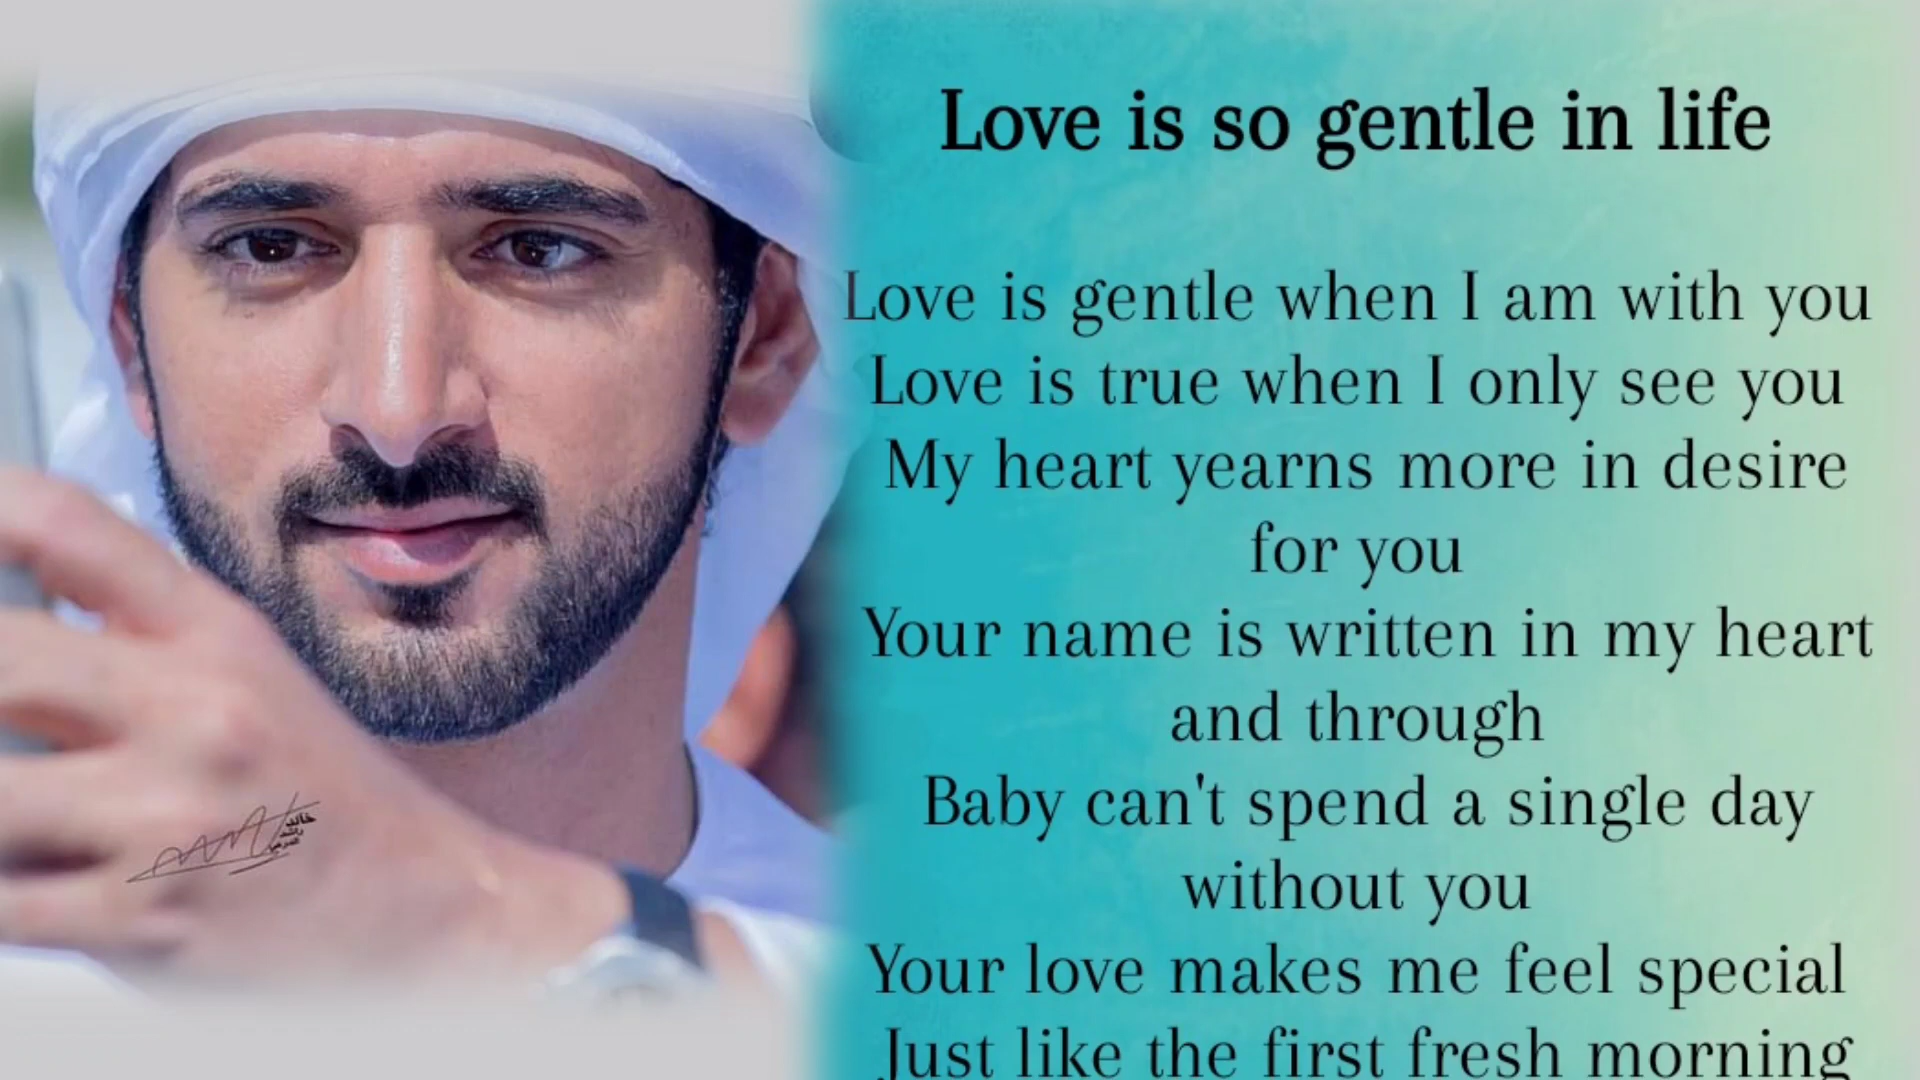 Love is so gentle in life
Love is gentle when I am with you
Love is true when I only see you
My heart yearns more in desire
for you
Your name is written in my heart
and through
Baby can't spend a single day
without you
Your love makes me feel special
Just like the first fresh morning
خالد